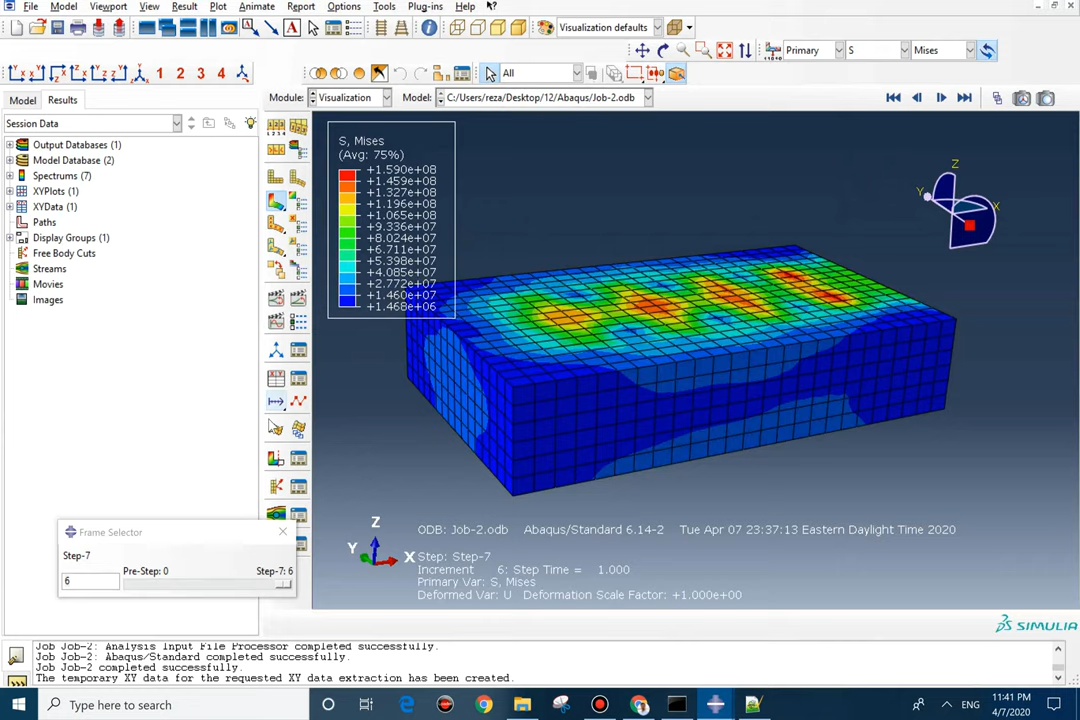 File Model Viewport View Result Plot Animate Report Options Tools Plug-ins Help
Visualization defaults
Primary S Mises
1 2 3 4
All
Model Results
Module: Visualization Model: C:/Users/reza/Desktop/12/Abaqus/Job-2.odb
Session Data
Output Databases (1)
Model Database (2)
Spectrums (7)
XYPlots (1)
XYData (1)
Paths
Display Groups (1)
Free Body Cuts
Streams
Movies
Images
S, Mises
(Avg: 75%)
+1.590e+08
+1.459e+08
+1.327e+08
+1.196e+08
+1.065e+08
+9.336e+07
+8.024e+07
+6.711e+07
+5.398e+07
+4.085e+07
+2.772e+07
+1.460e+07
+1.468e+06
Z
Y
X
Frame Selector
Step-7
Pre-Step: 0 Step-7: 6
6
Z
Y
X
ODB: Job-2.odb Abaqus/Standard 6.14-2 Tue Apr 07 23:37:13 Eastern Daylight Time 2020
Step: Step-7
Increment 6: Step Time = 1.000
Primary Var: S, Mises
Deformed Var: U Deformation Scale Factor: +1.000e+00
SIMULIA
Job Job-2: Analysis Input File Processor completed successfully.
Job Job-2: Abaqus/Standard completed successfully.
Job Job-2 completed successfully.
The temporary XY data for the requested XY data extraction has been created.
Type here to search
ENG
11:41 PM
4/7/2020